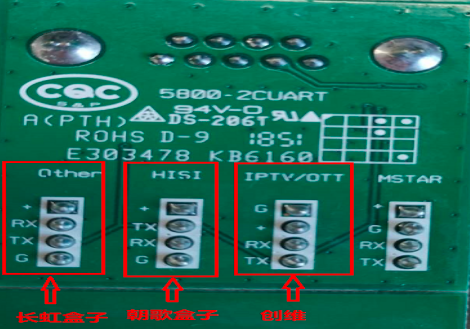 CQC
S&F
5800-2CUART
94V-0
A(PTH) DS-206T
ROHS D-9 1851
E303478 KB6160
Other HISI IPTV/OTT MSTAR
+ + G +
RX TX + G
TX RX RX RX
G G TX TX
长虹盒子 朝歌盒子 创维